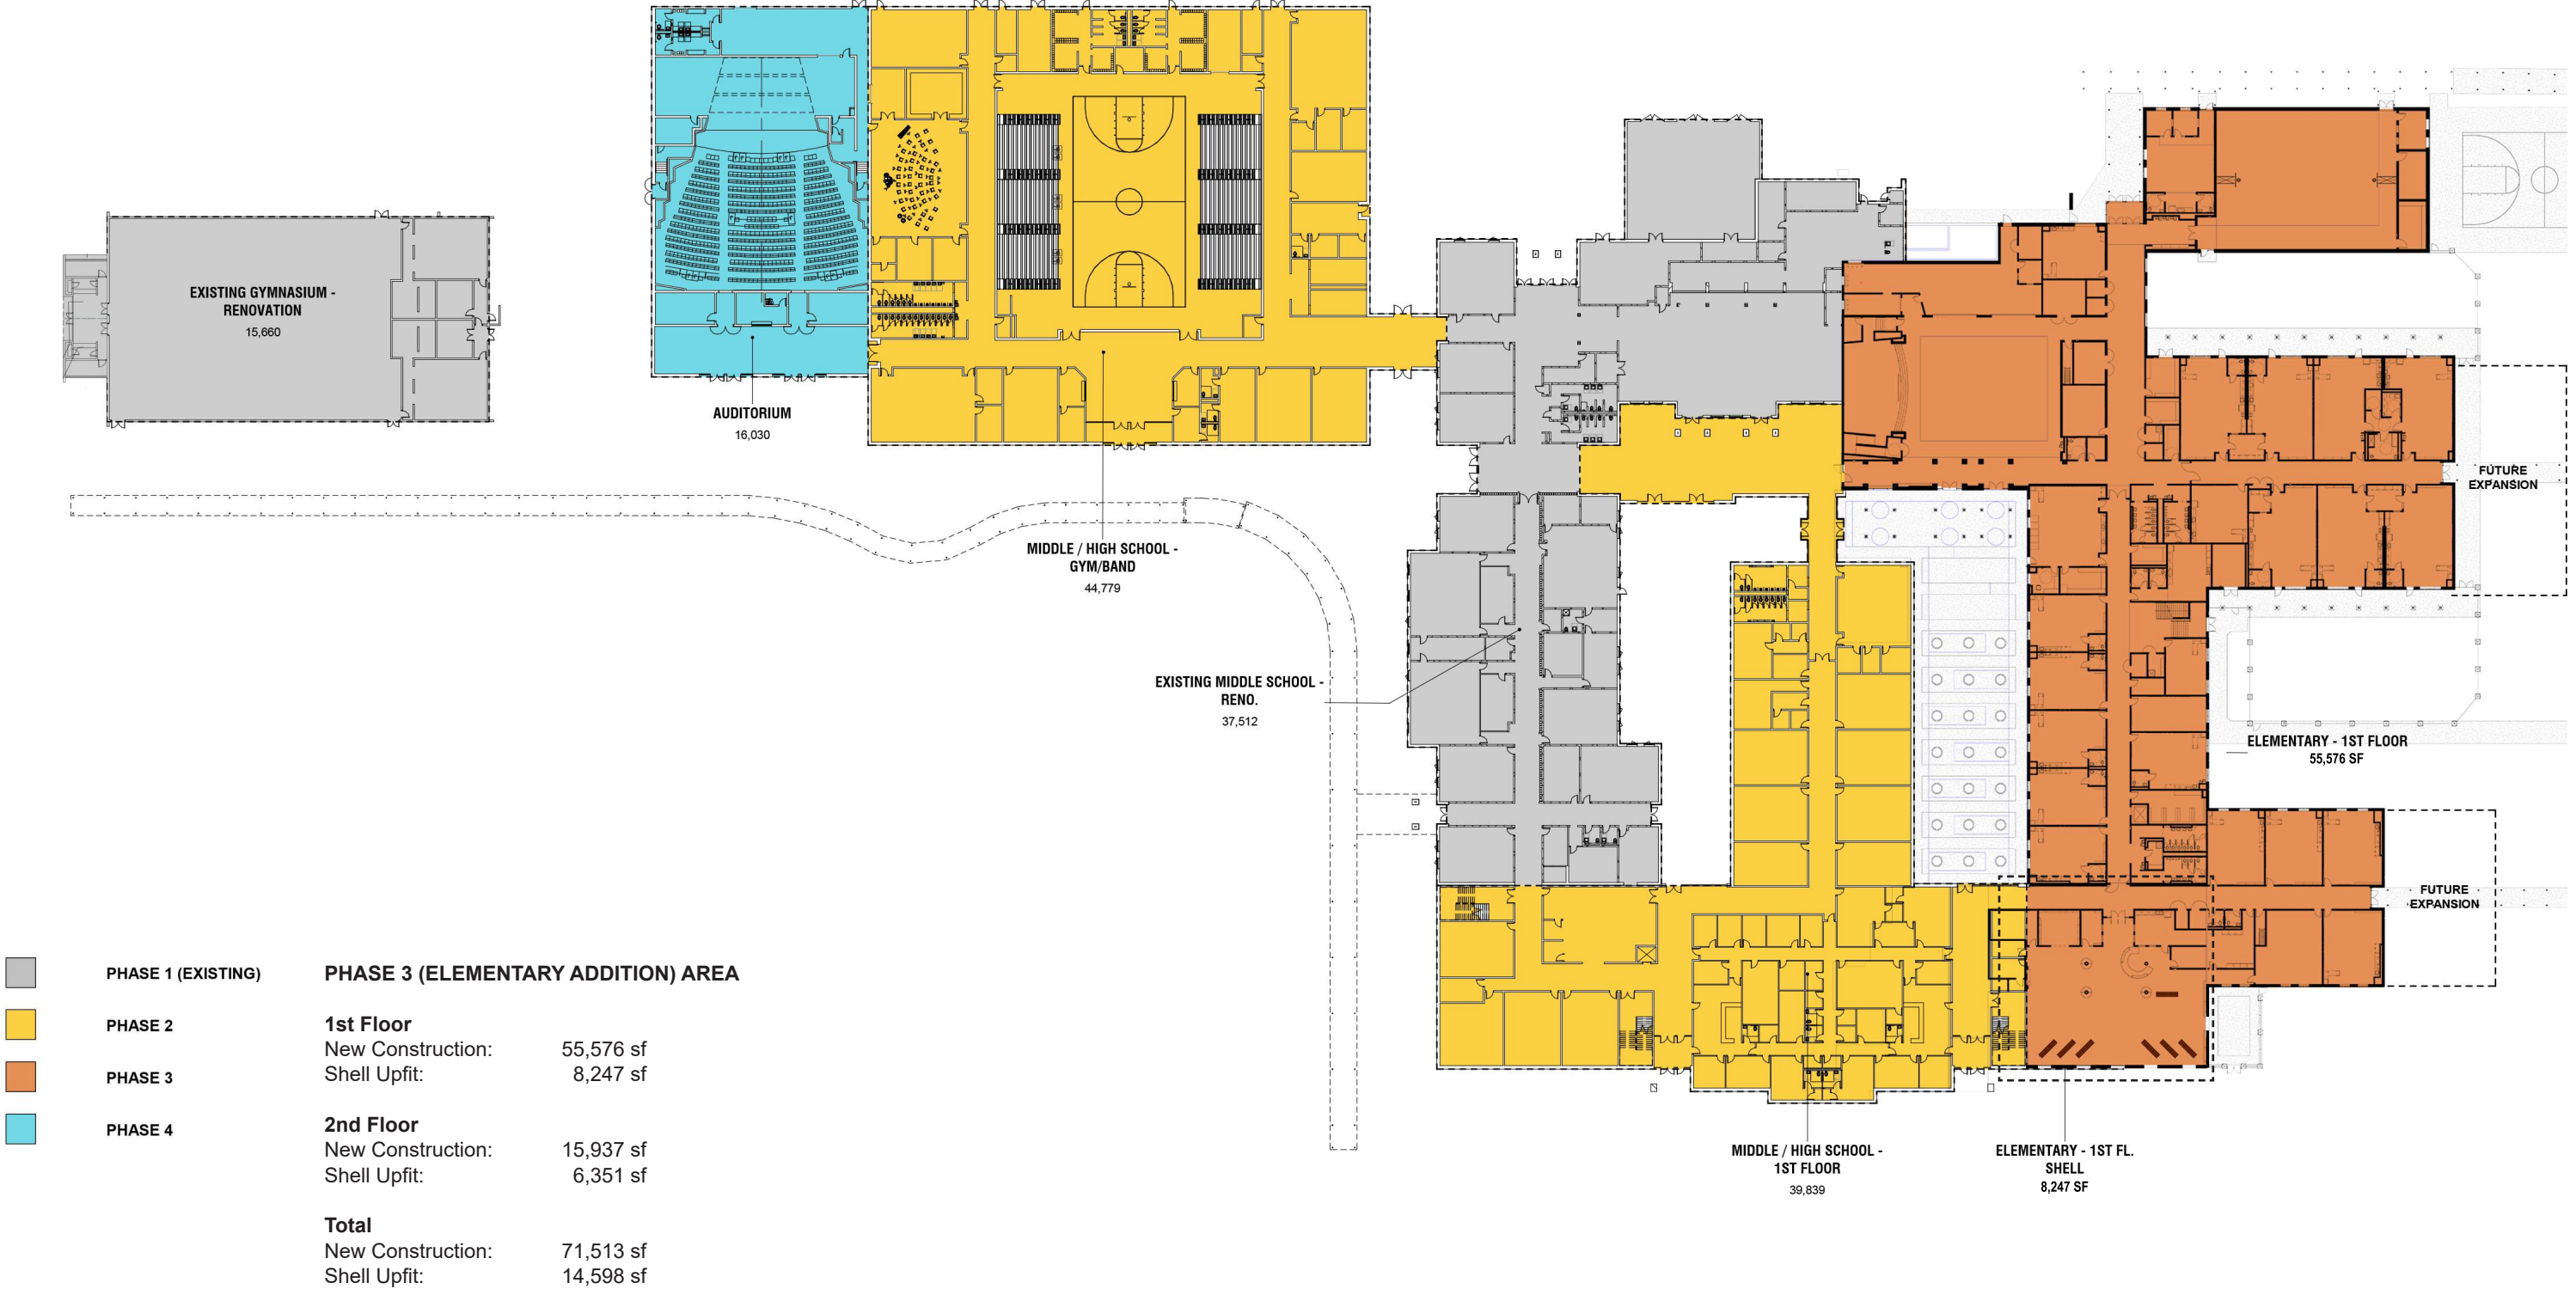 EXISTING GYMNASIUM -
RENOVATION
15,660
AUDITORIUM
16,030
MIDDLE / HIGH SCHOOL -
GYM/BAND
44,779
EXISTING MIDDLE SCHOOL -
RENO.
37,512
FUTURE
EXPANSION
ELEMENTARY - 1ST FLOOR
55,576 SF
FUTURE
EXPANSION
MIDDLE / HIGH SCHOOL -
1ST FLOOR
39,839
ELEMENTARY - 1ST FL.
SHELL
8,247 SF
PHASE 1 (EXISTING)
PHASE 2
PHASE 3
PHASE 4
PHASE 3 (ELEMENTARY ADDITION) AREA
1st Floor
New Construction: 55,576 sf
Shell Upfit: 8,247 sf
2nd Floor
New Construction: 15,937 sf
Shell Upfit: 6,351 sf
Total
New Construction: 71,513 sf
Shell Upfit: 14,598 sf